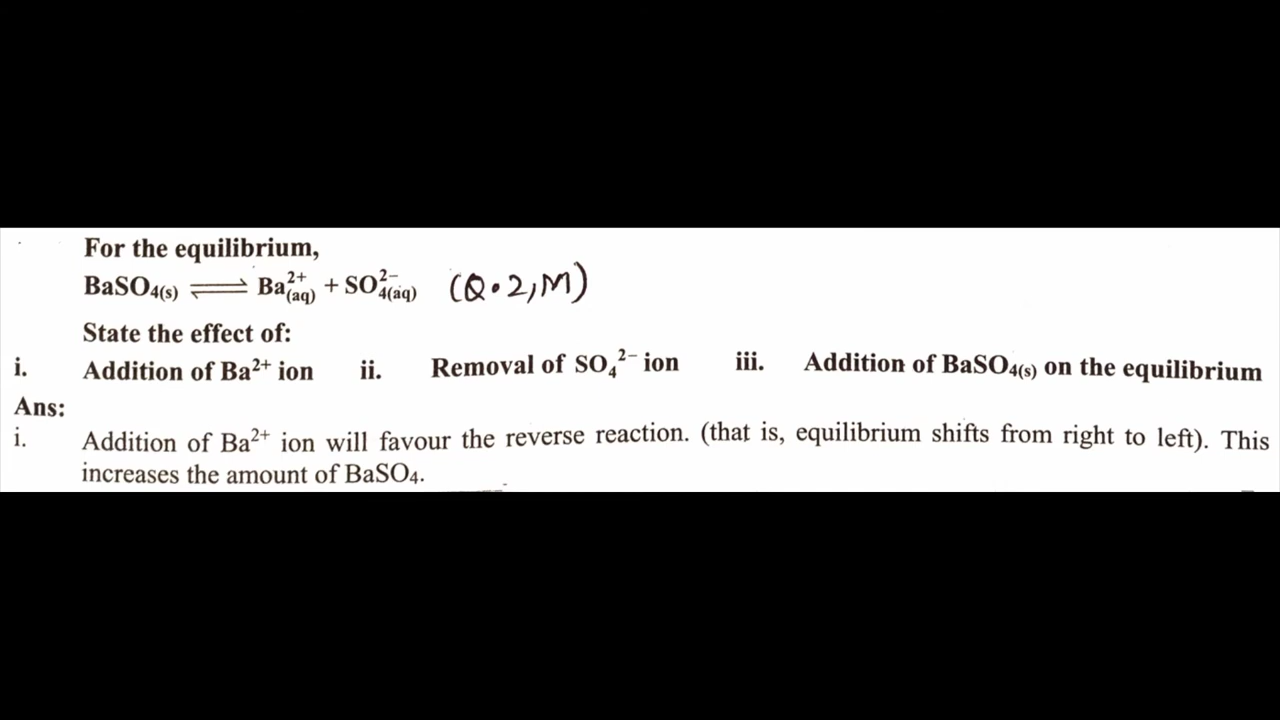 For the equilibrium,
BaSO₄₍s₎ ⇌ Ba²⁺(aq) + SO₄²⁻(aq) (Q.2, M)
State the effect of:
i. Addition of Ba²⁺ ion ii. Removal of SO₄²⁻ ion iii. Addition of BaSO₄₍s₎ on the equilibrium
Ans:
i. Addition of Ba²⁺ ion will favour the reverse reaction. (that is, equilibrium shifts from right to left). This
increases the amount of BaSO₄.